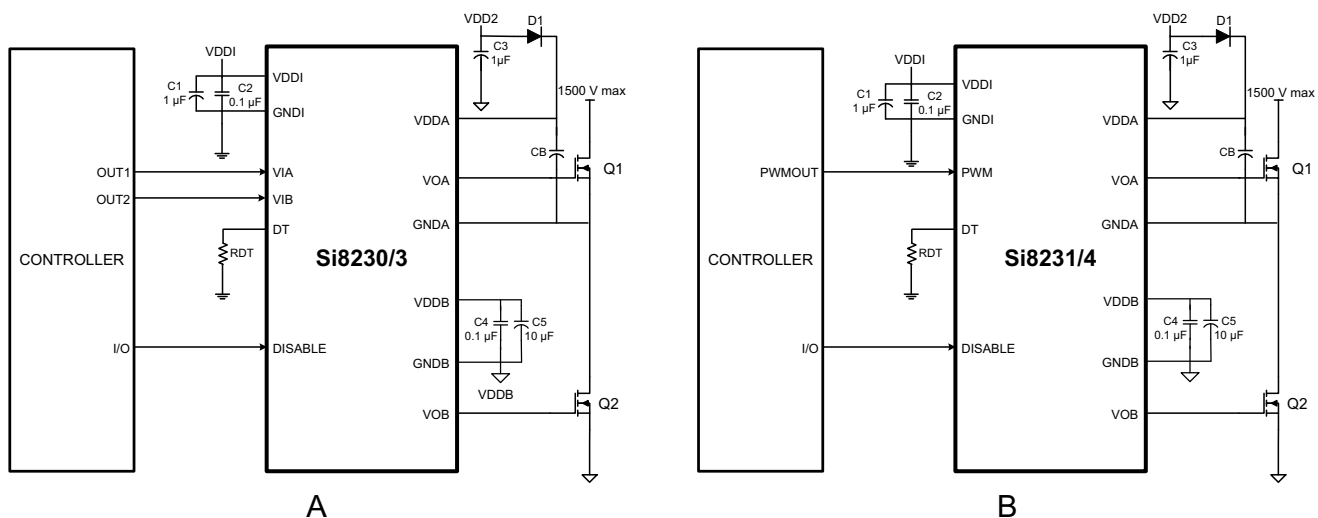 VDD2
D1
C3
1µF
VDDI
C1
1 µF
C2
0.1 µF
VDDI
GNDI
VDDA
1500 V max
CB
Q1
OUT1
VIA
VOA
OUT2
VIB
DT
GNDA
RDT
CONTROLLER
Si8230/3
VDDB
C4
0.1 µF
C5
10 µF
I/O
DISABLE
GNDB
VDDB
VOB
Q2
A
VDD2
D1
C3
1µF
VDDI
C1
1 µF
C2
0.1 µF
VDDI
GNDI
VDDA
1500 V max
CB
Q1
PWMOUT
PWM
VOA
DT
GNDA
RDT
CONTROLLER
Si8231/4
VDDB
C4
0.1 µF
C5
10 µF
I/O
DISABLE
GNDB
VOB
Q2
B